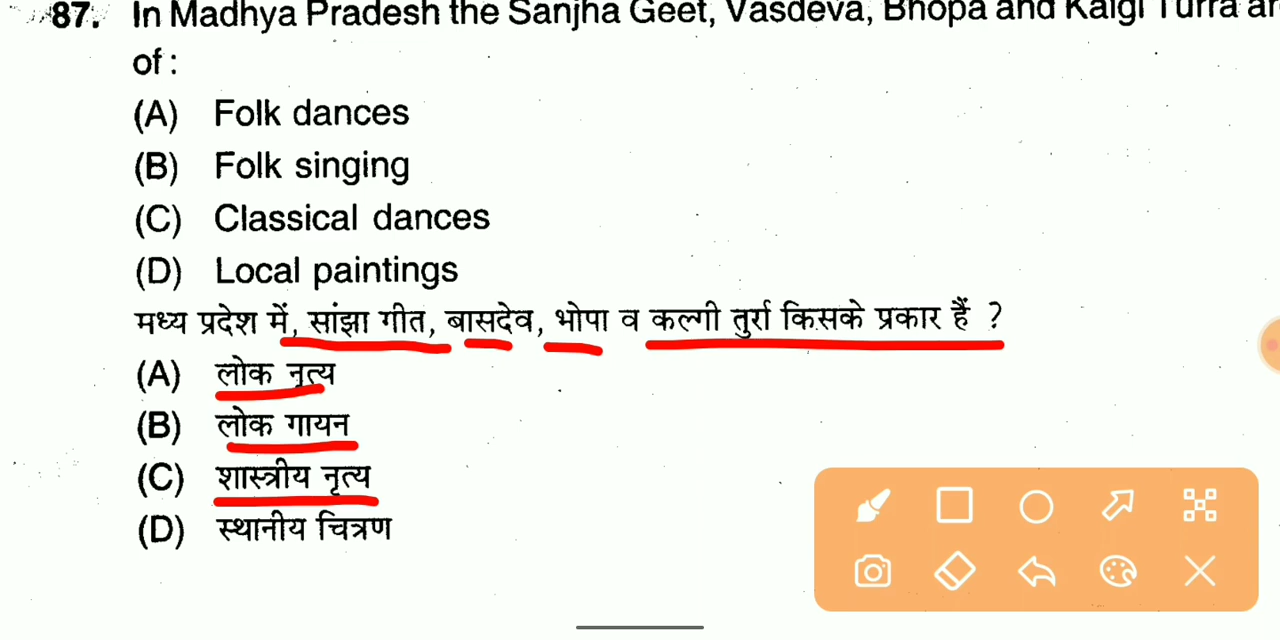 87. In Madhya Pradesh the Sanjha Geet, Vasdeva, Bhopa and Kalgi Turra
of :
(A) Folk dances
(B) Folk singing
(C) Classical dances
(D) Local paintings
मध्य प्रदेश में, सांझा गीत, बासदेव, भोपा व कल्गी तुर्रा किसके प्रकार हैं ?
(A) लोक नृत्य
(B) लोक गायन
(C) शास्त्रीय नृत्य
(D) स्थानीय चित्रण